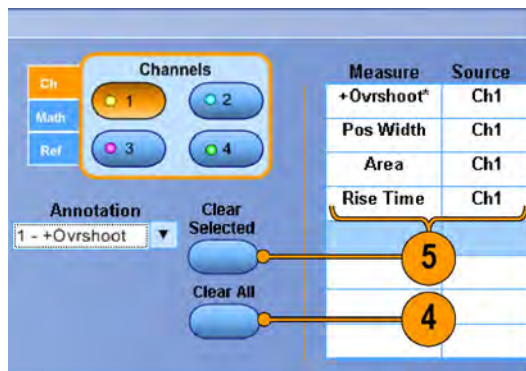 Ch
Math
Ref
Channels
1
2
3
4
Annotation
1 - +Ovrshoot
Clear
Selected
Clear All
Measure Source
+Ovrshoot* Ch1
Pos Width Ch1
Area Ch1
Rise Time Ch1
5
4